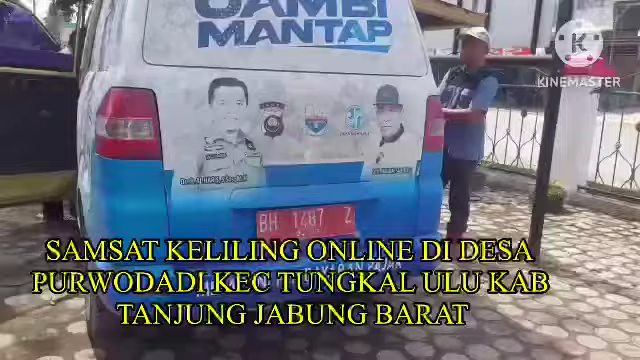 JAMBI
MANTAP
KINEMASTER
BH 1487 Z
SAMSAT KELILING ONLINE DI DESA
PURWODADI KEC TUNGKAL ULU KAB
TANJUNG JABUNG BARAT